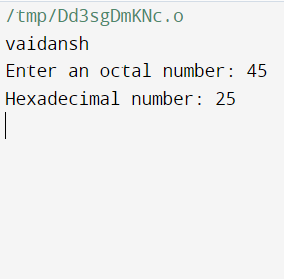 /tmp/Dd3sgDmKNc.o
vaidansh
Enter an octal number: 45
Hexadecimal number: 25